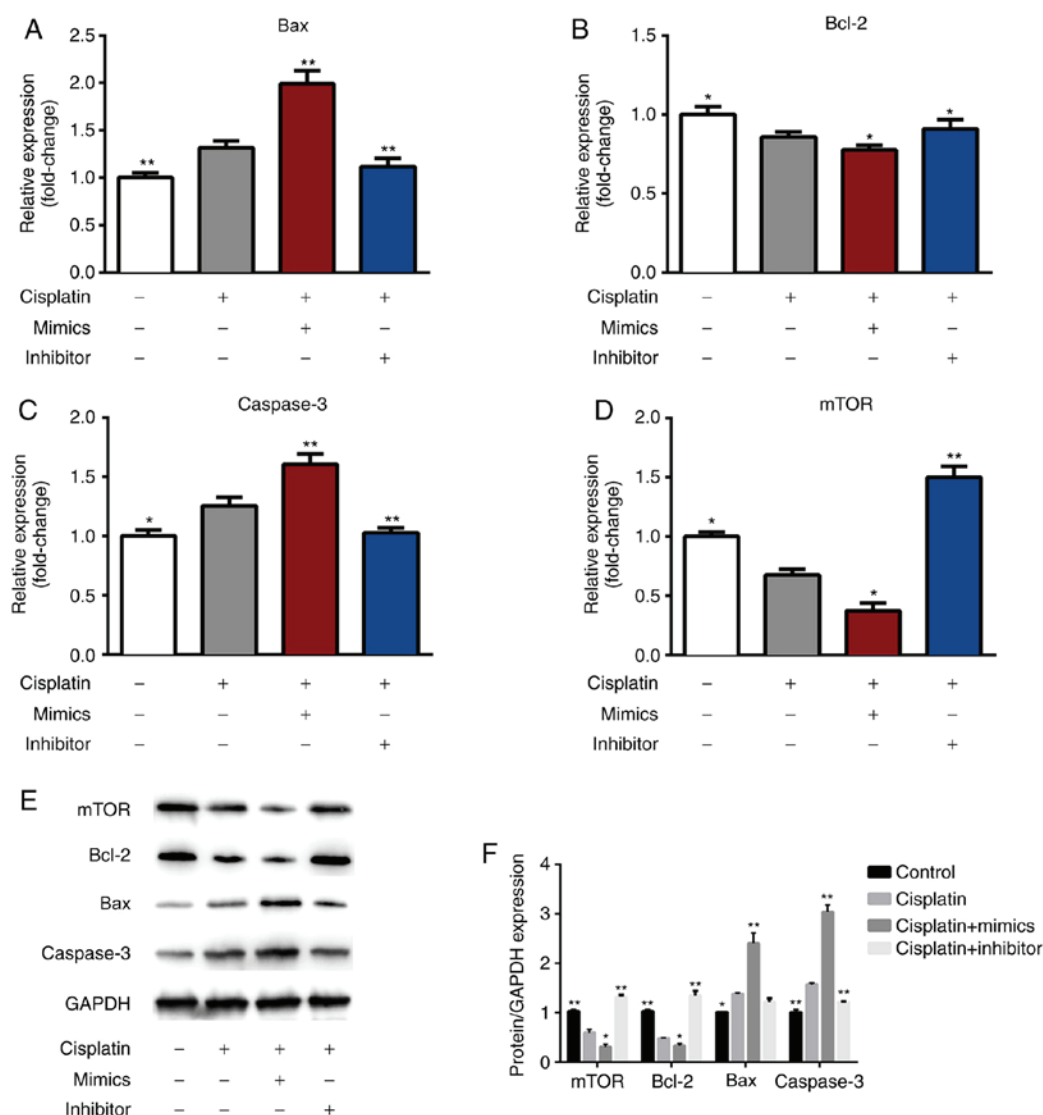 A
Bax
Relative expression
(fold-change)
2.5
2.0
1.5
1.0
0.5
0.0
**
**
**
Cisplatin – + + +
Mimics – – + –
Inhibitor – – – +
B
Bcl-2
Relative expression
(fold-change)
1.5
1.0
0.5
0.0
*
*
*
Cisplatin – + + +
Mimics – – + –
Inhibitor – – – +
C
Caspase-3
Relative expression
(fold-change)
2.0
1.5
1.0
0.5
0.0
*
**
**
Cisplatin – + + +
Mimics – – + –
Inhibitor – – – +
D
mTOR
Relative expression
(fold-change)
2.0
1.5
1.0
0.5
0.0
*
*
**
Cisplatin – + + +
Mimics – – + –
Inhibitor – – – +
E
mTOR
Bcl-2
Bax
Caspase-3
GAPDH
Cisplatin – + + +
Mimics – – + –
Inhibitor – – – +
F
Protein/GAPDH expression
4
3
2
1
0
** * **
** * **
* **
** ** **
mTOR Bcl-2 Bax Caspase-3
Control
Cisplatin
Cisplatin+mimics
Cisplatin+inhibitor